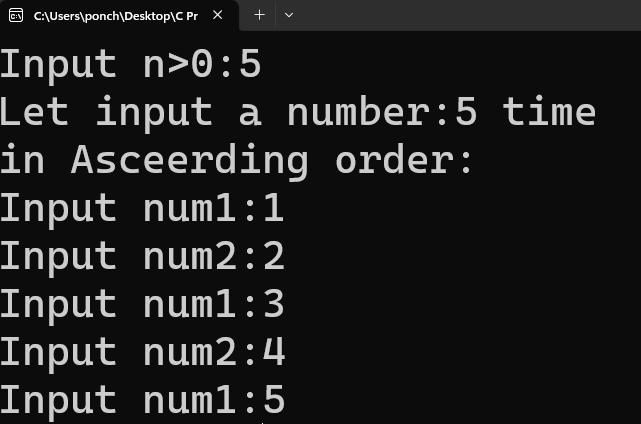 C:\Users\ponch\Desktop\C Pr
Input n>0:5
Let input a number:5 time
in Asceerding order:
Input num1:1
Input num2:2
Input num1:3
Input num2:4
Input num1:5